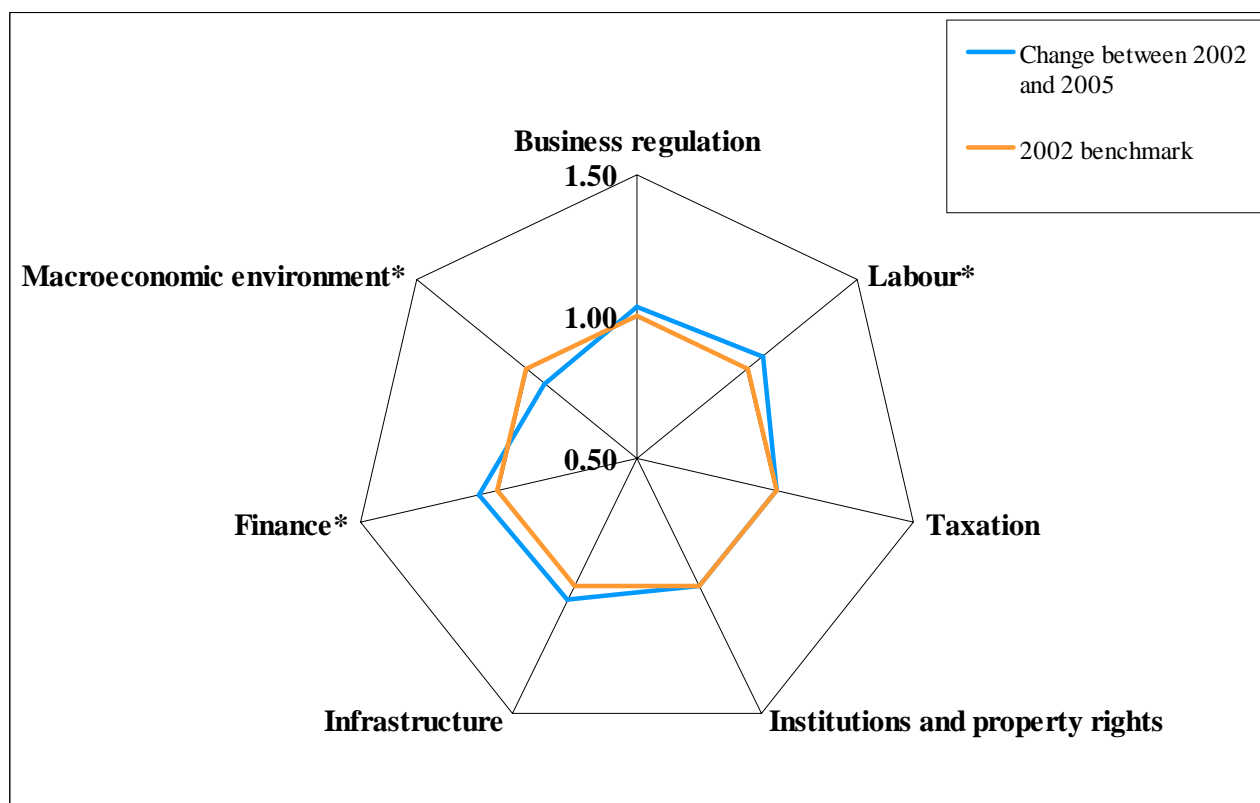 Change between 2002
and 2005
2002 benchmark
Business regulation
1.50
Macroeconomic environment*
Labour*
1.00
0.50
Finance*
Taxation
Infrastructure
Institutions and property rights